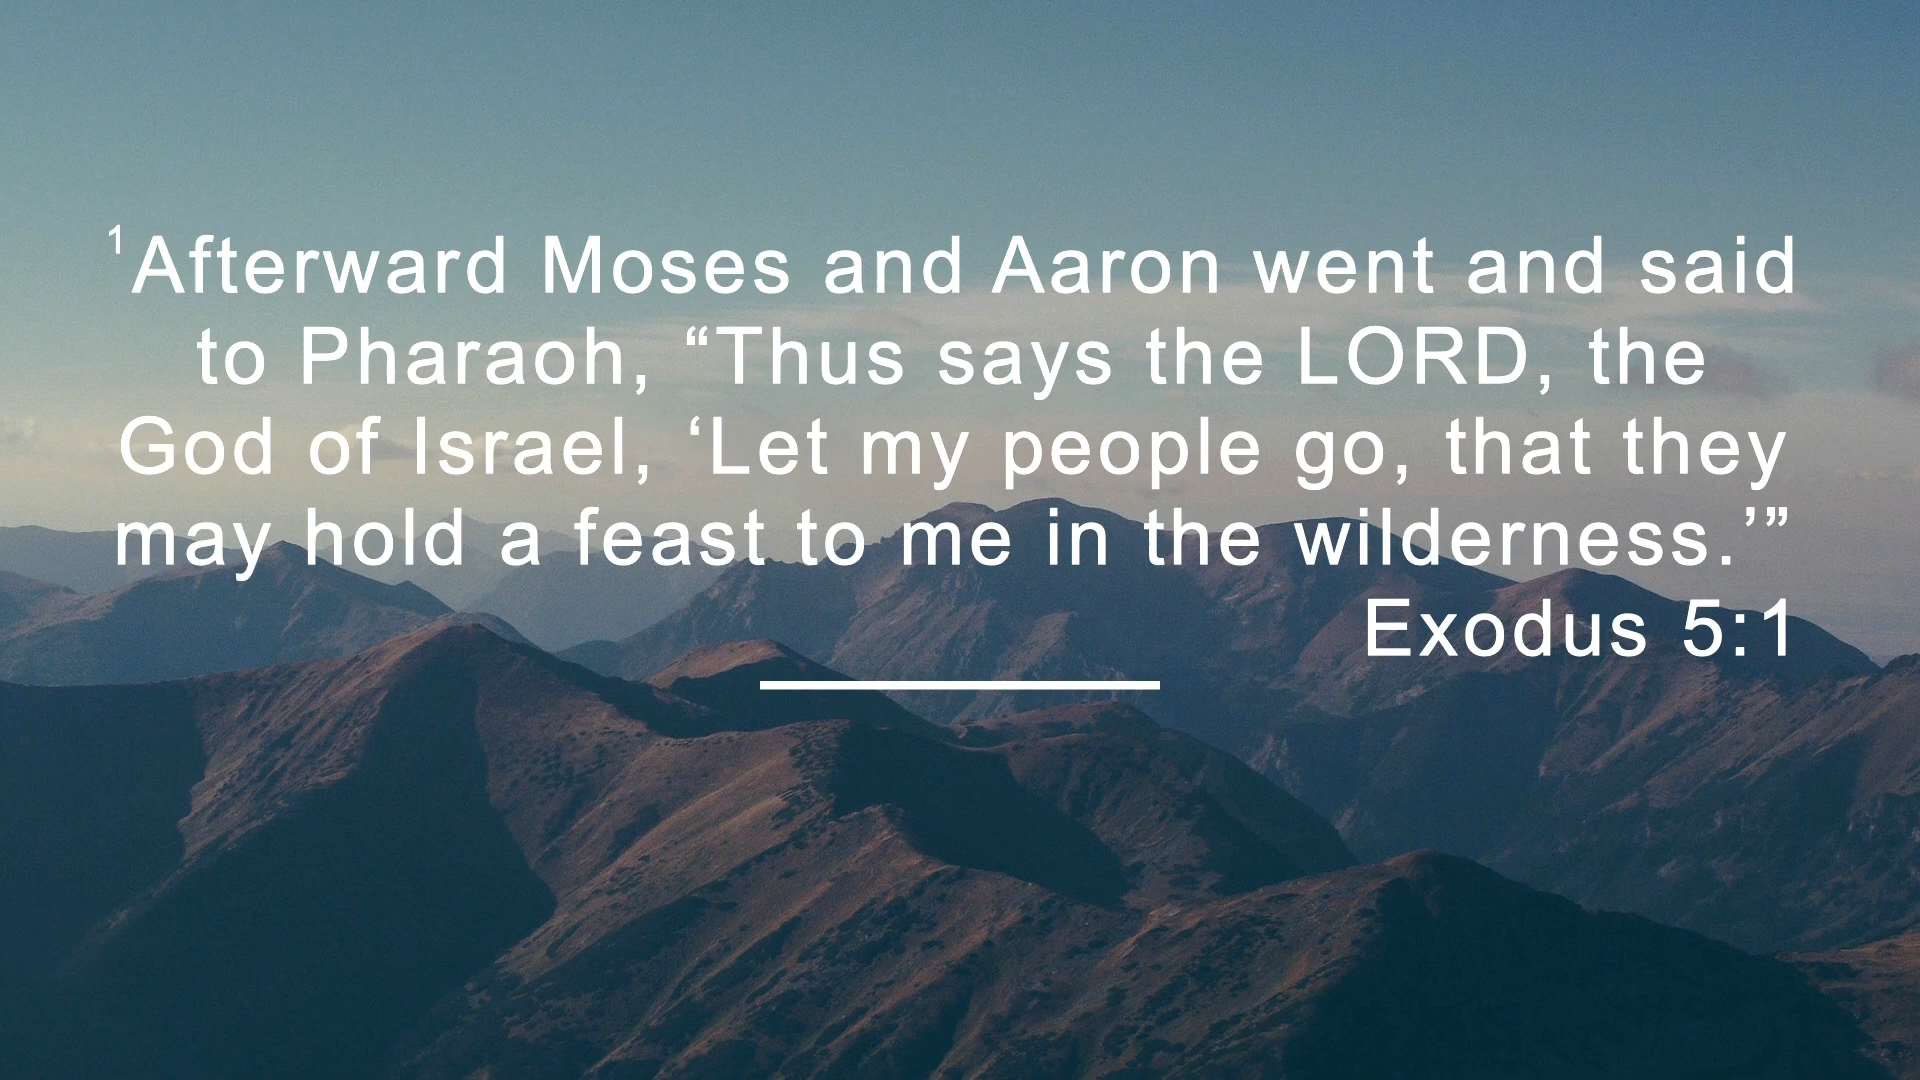 ¹Afterward Moses and Aaron went and said
to Pharaoh, “Thus says the LORD, the
God of Israel, ‘Let my people go, that they
may hold a feast to me in the wilderness.’”
Exodus 5:1